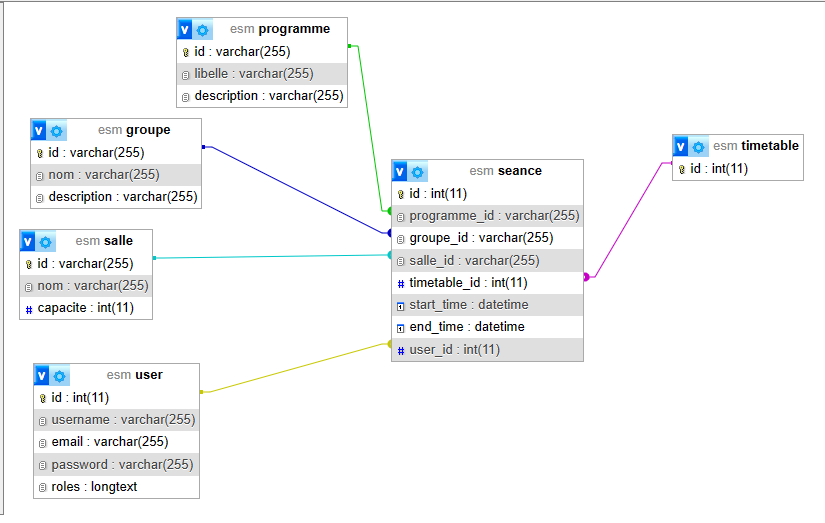 v esm programme
id : varchar(255)
libelle : varchar(255)
description : varchar(255)
v esm groupe
id : varchar(255)
nom : varchar(255)
description : varchar(255)
v esm salle
id : varchar(255)
nom : varchar(255)
# capacite : int(11)
v esm user
id : int(11)
username : varchar(255)
email : varchar(255)
password : varchar(255)
roles : longtext
v esm seance
id : int(11)
programme_id : varchar(255)
groupe_id : varchar(255)
salle_id : varchar(255)
# timetable_id : int(11)
start_time : datetime
end_time : datetime
# user_id : int(11)
v esm timetable
id : int(11)